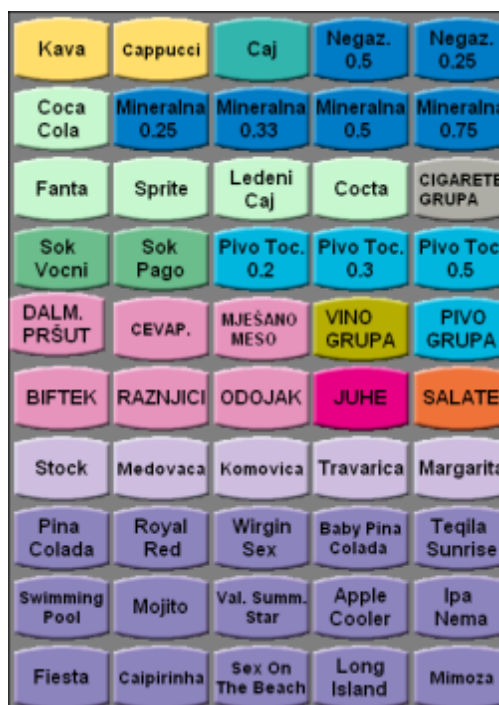 Kava
Cappucci
Caj
Negaz.
0.5
Negaz.
0.25
Coca
Cola
Mineralna
0.25
Mineralna
0.33
Mineralna
0.5
Mineralna
0.75
Fanta
Sprite
Ledeni
Caj
Cocta
CIGARETE
GRUPA
Sok
Vocni
Sok
Pago
Pivo Toc.
0.2
Pivo Toc.
0.3
Pivo Toc.
0.5
DALM.
PRŠUT
CEVAP.
MJEŠANO
MESO
VINO
GRUPA
PIVO
GRUPA
BIFTEK
RAZNJICI
ODOJAK
JUHE
SALATE
Stock
Medovaca
Komovica
Travarica
Margarita
Pina
Colada
Royal
Red
Wirgin
Sex
Baby Pina
Colada
Teqila
Sunrise
Swimming
Pool
Mojito
Val. Summ.
Star
Apple
Cooler
Ipa
Nema
Fiesta
Caipirinha
Sex On
The Beach
Long
Island
Mimoza